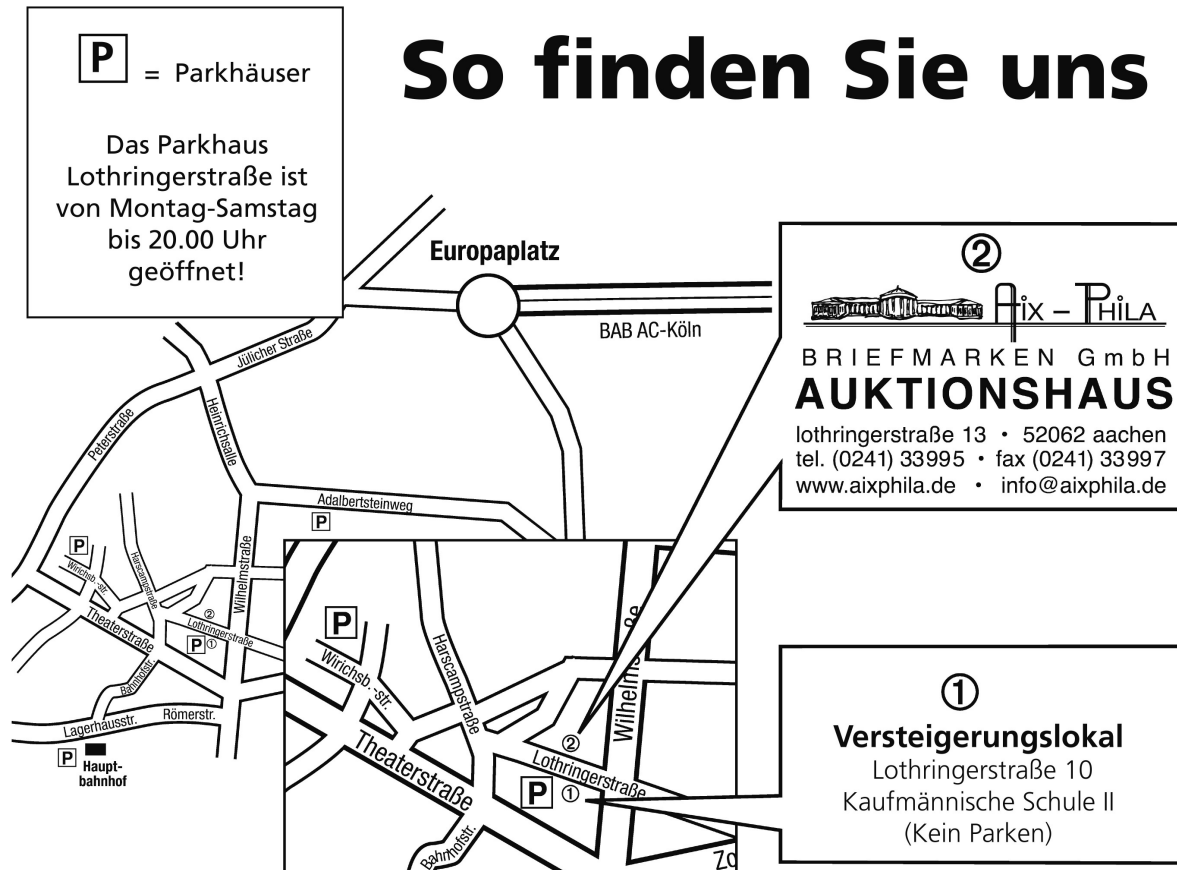 P = Parkhäuser
Das Parkhaus
Lothringerstraße ist
von Montag-Samstag
bis 20.00 Uhr
geöffnet!
So finden Sie uns
Europaplatz
BAB AC-Köln
Jülicher Straße
Peterstraße
Heinrichsalle
Adalbertsteinweg
P
P
Wirichsb.-str.
Harscampstraße
Wilhelmstraße
Theaterstraße
②
Lothringerstraße
P ①
Bahnhofstr.
Lagerhausstr.
Römerstr.
P
Haupt-
bahnhof
P
Wirichsb.-str.
Harscampstraße
Wilhelmstraße
Theaterstraße
②
Lothringerstraße
P ①
Bahnhofstr.
Zo
②
AIX – PHILA
BRIEFMARKEN GmbH
AUKTIONSHAUS
lothringerstraße 13 • 52062 aachen
tel. (0241) 33995 • fax (0241) 33997
www.aixphila.de • info@aixphila.de
①
Versteigerungslokal
Lothringerstraße 10
Kaufmännische Schule II
(Kein Parken)